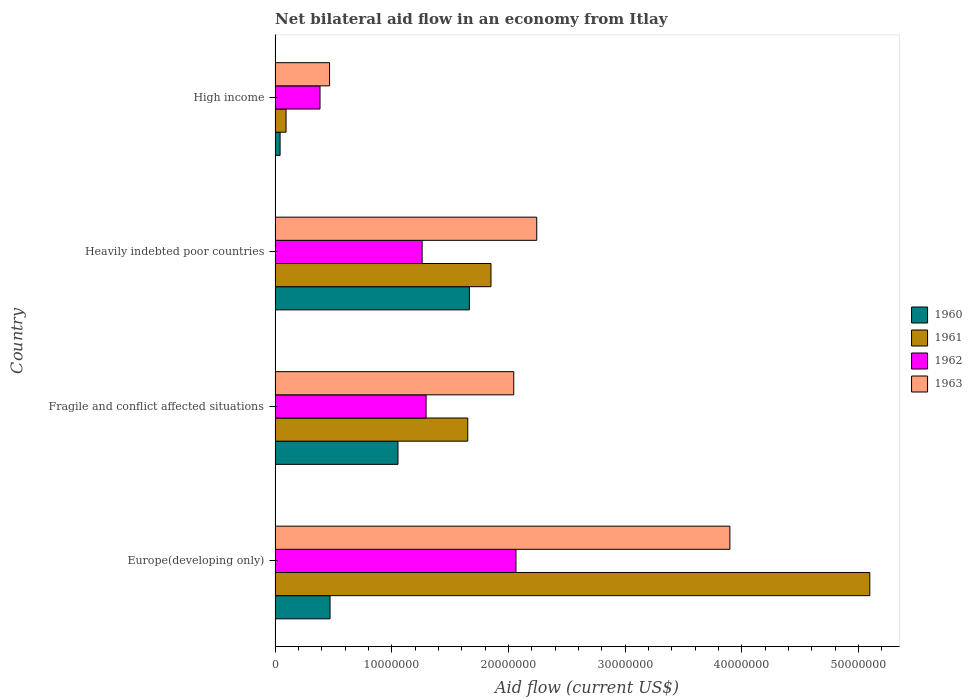 Net bilateral aid flow in an economy from Itlay
High income
Heavily indebted poor countries
Fragile and conflict affected situations
Europe(developing only)
Country
0
10000000
20000000
30000000
40000000
50000000
Aid flow (current US$)
1960
1961
1962
1963